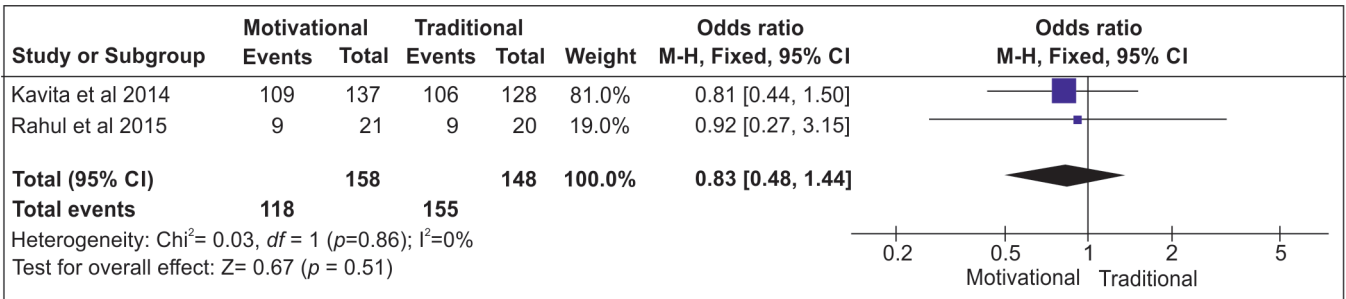 Motivational Traditional Odds ratio Odds ratio
Study or Subgroup Events Total Events Total Weight M-H, Fixed, 95% CI M-H, Fixed, 95% CI
Kavita et al 2014 109 137 106 128 81.0% 0.81 [0.44, 1.50]
Rahul et al 2015 9 21 9 20 19.0% 0.92 [0.27, 3.15]
Total (95% CI) 158 148 100.0% 0.83 [0.48, 1.44]
Total events 118 155
Heterogeneity: Chi²= 0.03, df = 1 (p=0.86); I²=0%
Test for overall effect: Z= 0.67 (p = 0.51)
0.2 0.5 1 2 5
Motivational Traditional